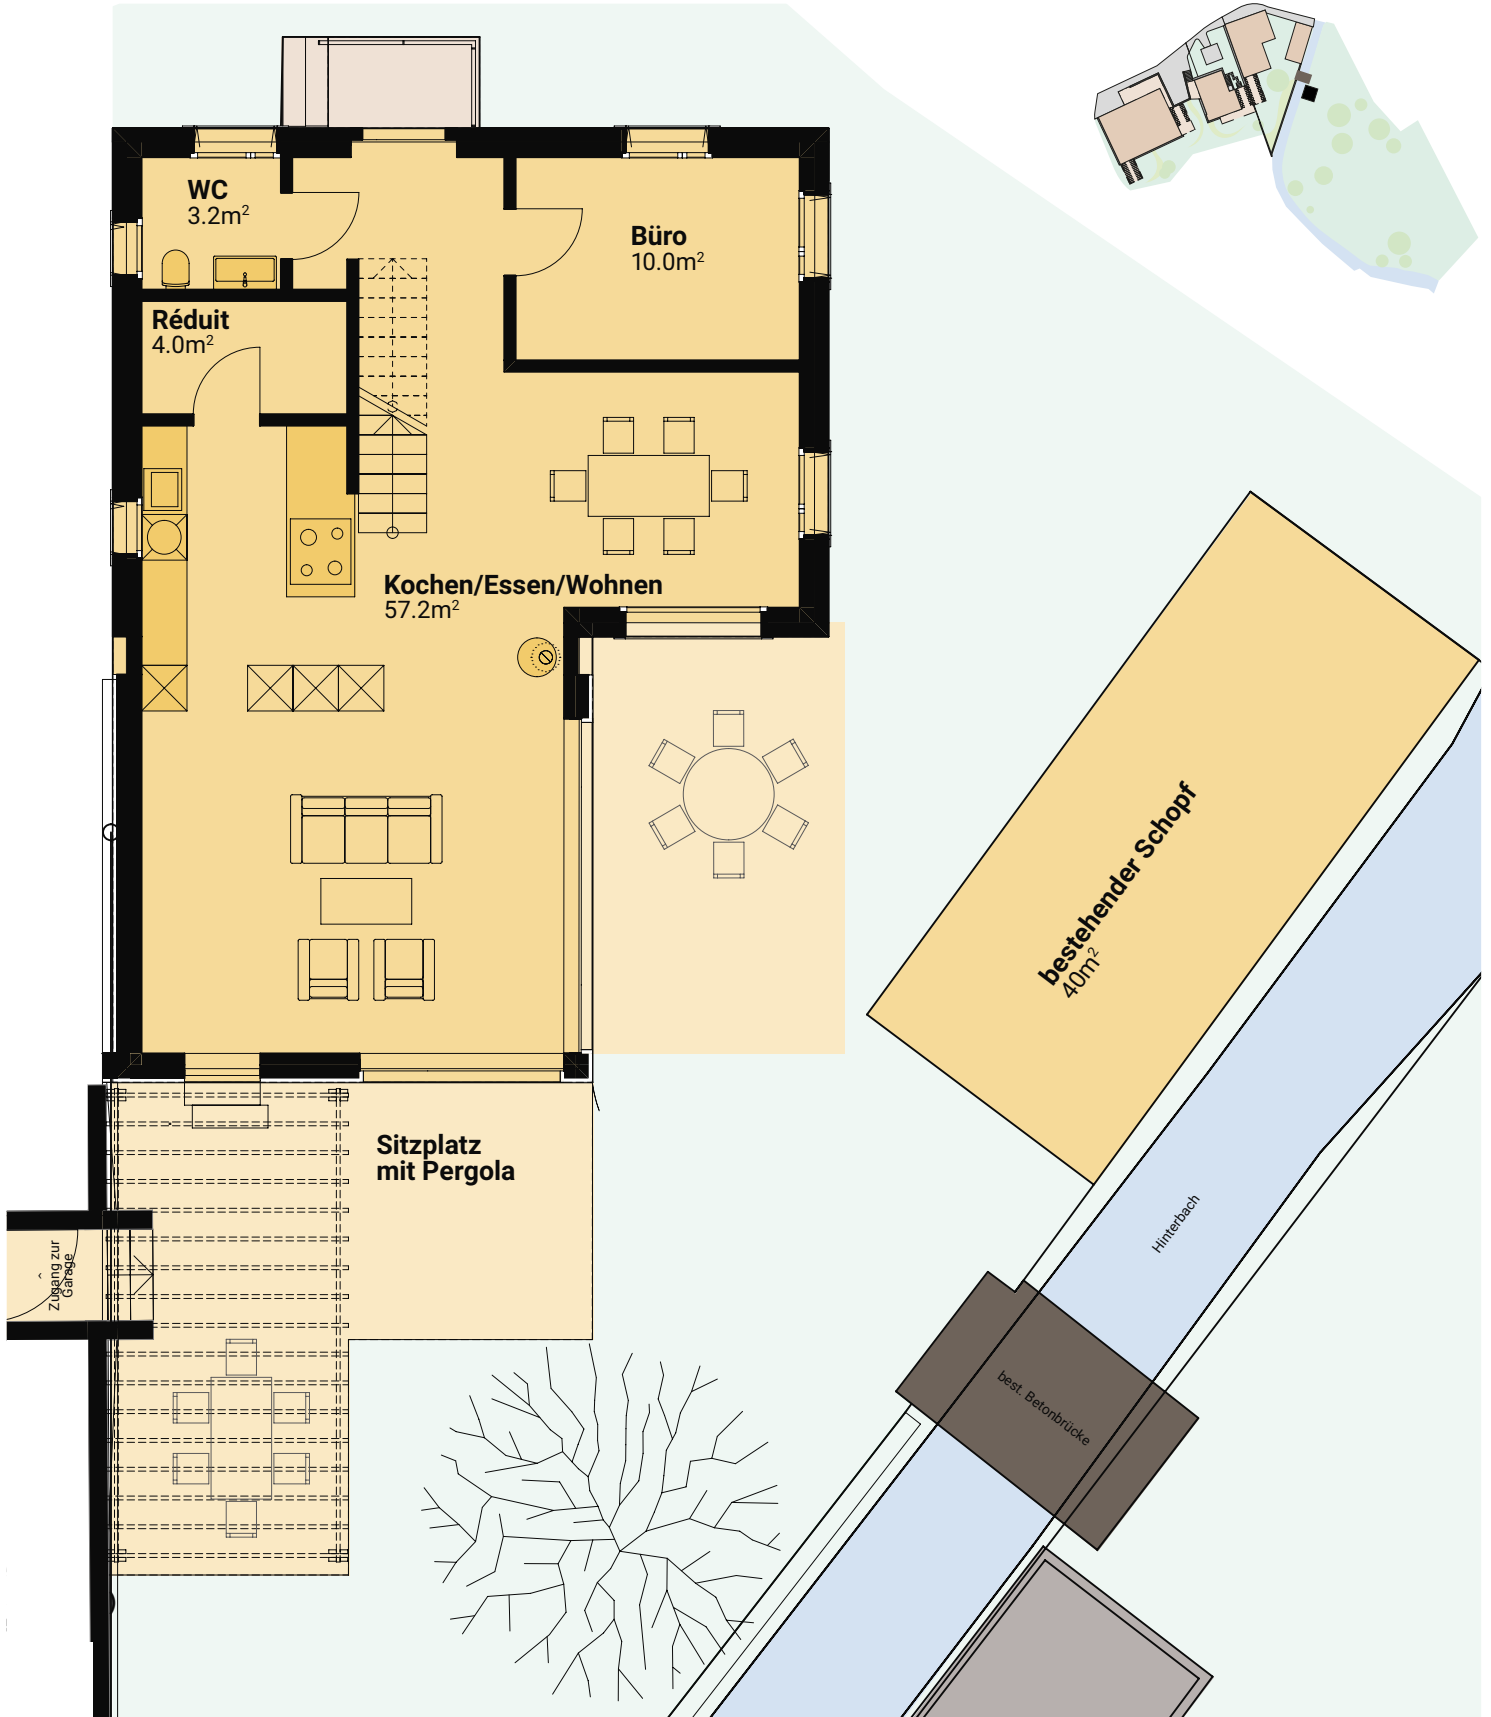 WC
3.2m²
Büro
10.0m²
Réduit
4.0m²
Kochen/Essen/Wohnen
57.2m²
bestehender Schopf
40m²
Sitzplatz
mit Pergola
Hinterbach
Zugang zur
Garage
best. Betonbrücke